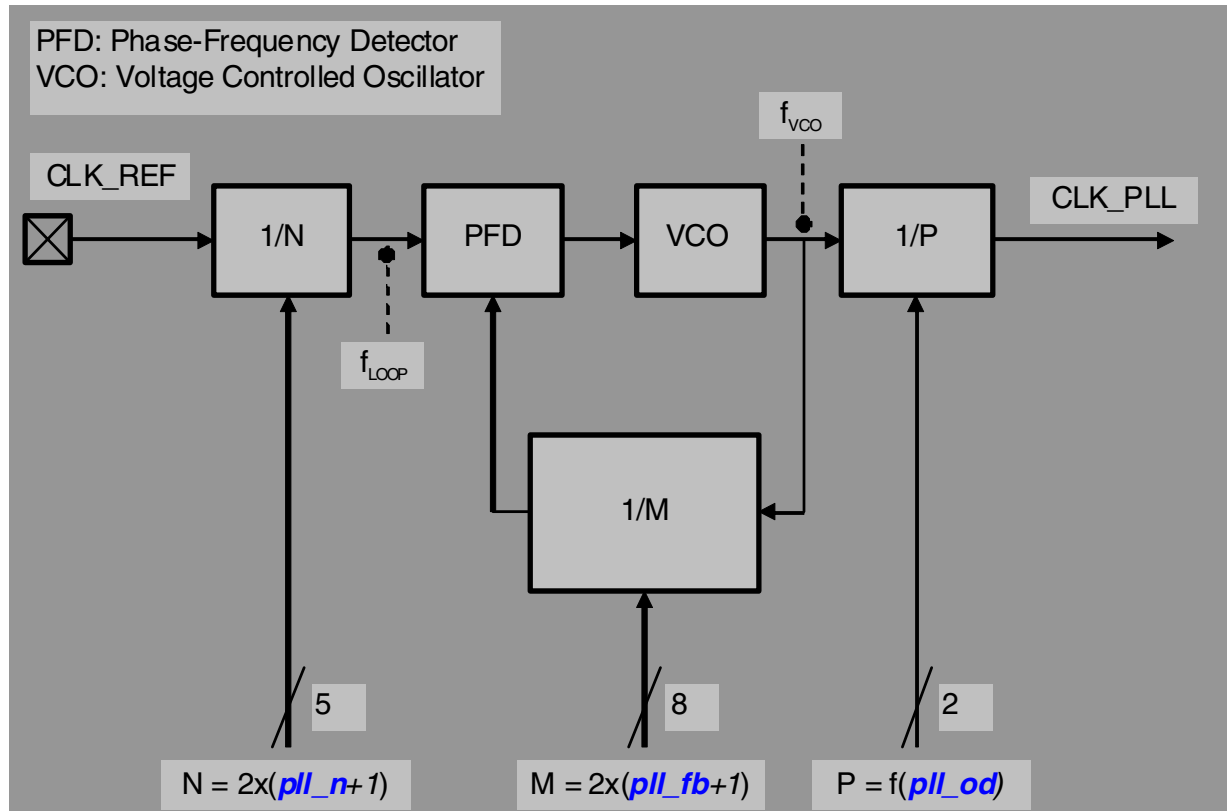 PFD: Phase-Frequency Detector
VCO: Voltage Controlled Oscillator
f_VCO
CLK_REF
CLK_PLL
1/N
PFD
VCO
1/P
f_LOOP
1/M
5
8
2
N = 2x(pll_n+1)
M = 2x(pll_fb+1)
P = f(pll_od)